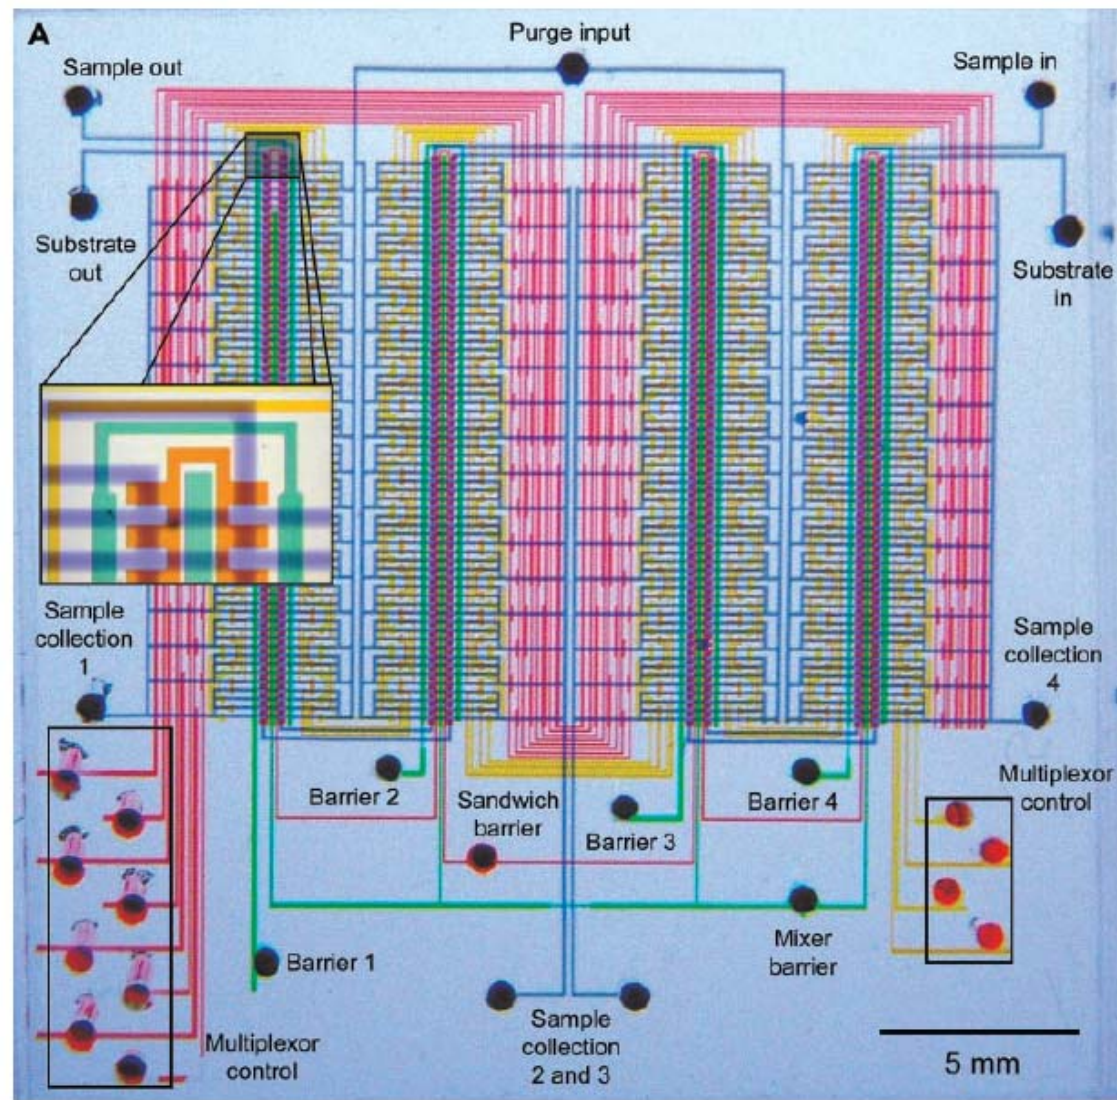 A
Purge input
Sample out
Sample in
Substrate
out
Substrate
in
Sample
collection
1
Sample
collection
4
Barrier 2
Sandwich
barrier
Barrier 3
Barrier 4
Multiplexor
control
Barrier 1
Mixer
barrier
Multiplexor
control
Sample
collection
2 and 3
5 mm